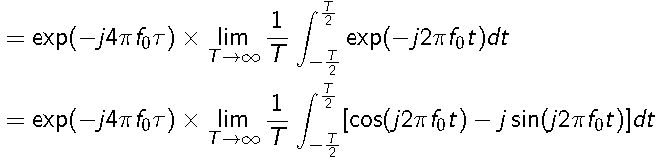 = exp(−j4πf₀τ) × lim_{T→∞} 1/T ∫_{−T/2}^{T/2} exp(−j2πf₀t)dt
= exp(−j4πf₀τ) × lim_{T→∞} 1/T ∫_{−T/2}^{T/2} [cos(j2πf₀t) − j sin(j2πf₀t)]dt